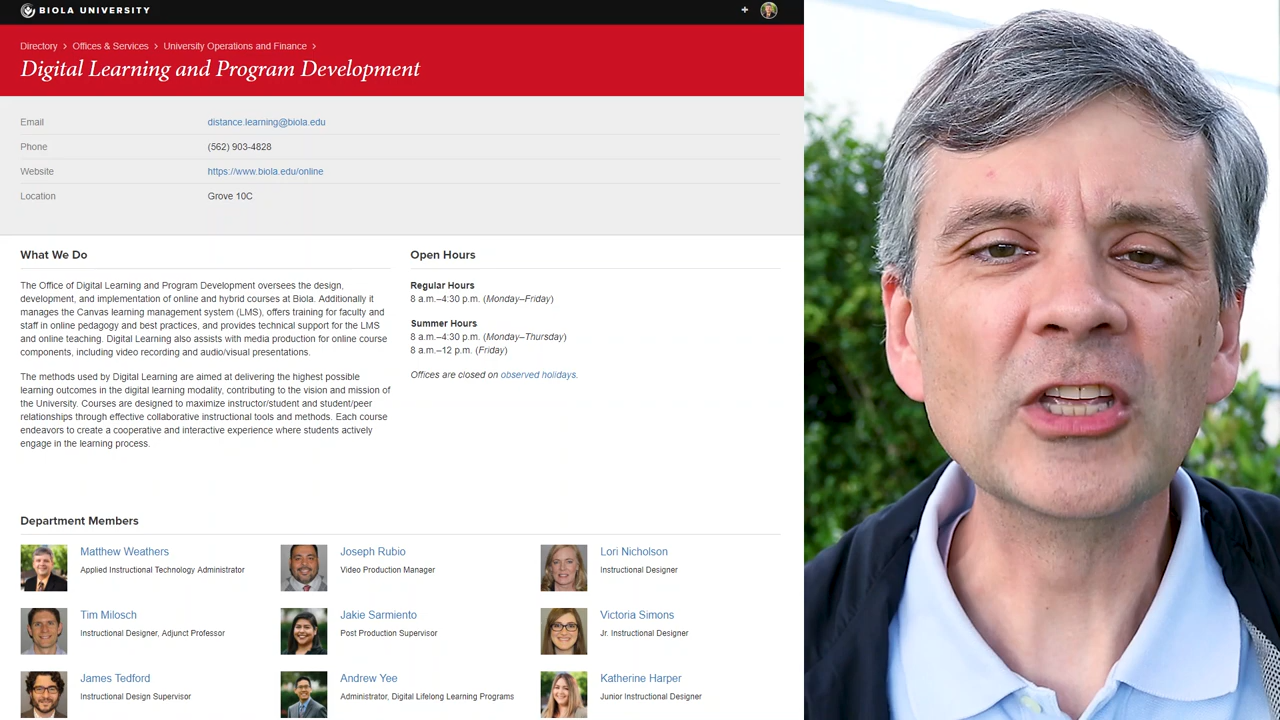 BIOLA UNIVERSITY
+
Directory > Offices & Services > University Operations and Finance >
Digital Learning and Program Development
Email distance.learning@biola.edu
Phone (562) 903-4828
Website https://www.biola.edu/online
Location Grove 10C
What We Do
The Office of Digital Learning and Program Development oversees the design,
development, and implementation of online and hybrid courses at Biola. Additionally it
manages the Canvas learning management system (LMS), offers training for faculty and
staff in online pedagogy and best practices, and provides technical support for the LMS
and online teaching. Digital Learning also assists with media production for online course
components, including video recording and audio/visual presentations.
The methods used by Digital Learning are aimed at delivering the highest possible
learning outcomes in the digital learning modality, contributing to the vision and mission of
the University. Courses are designed to maximize instructor/student and student/peer
relationships through effective collaborative instructional tools and methods. Each course
endeavors to create a cooperative and interactive experience where students actively
engage in the learning process.
Open Hours
Regular Hours
8 a.m.–4:30 p.m. (Monday–Friday)
Summer Hours
8 a.m.–4:30 p.m. (Monday–Thursday)
8 a.m.–12 p.m. (Friday)
Offices are closed on observed holidays.
Department Members
Matthew Weathers
Applied Instructional Technology Administrator
Joseph Rubio
Video Production Manager
Lori Nicholson
Instructional Designer
Tim Milosch
Instructional Designer, Adjunct Professor
Jakie Sarmiento
Post Production Supervisor
Victoria Simons
Jr. Instructional Designer
James Tedford
Instructional Design Supervisor
Andrew Yee
Administrator, Digital Lifelong Learning Programs
Katherine Harper
Junior Instructional Designer